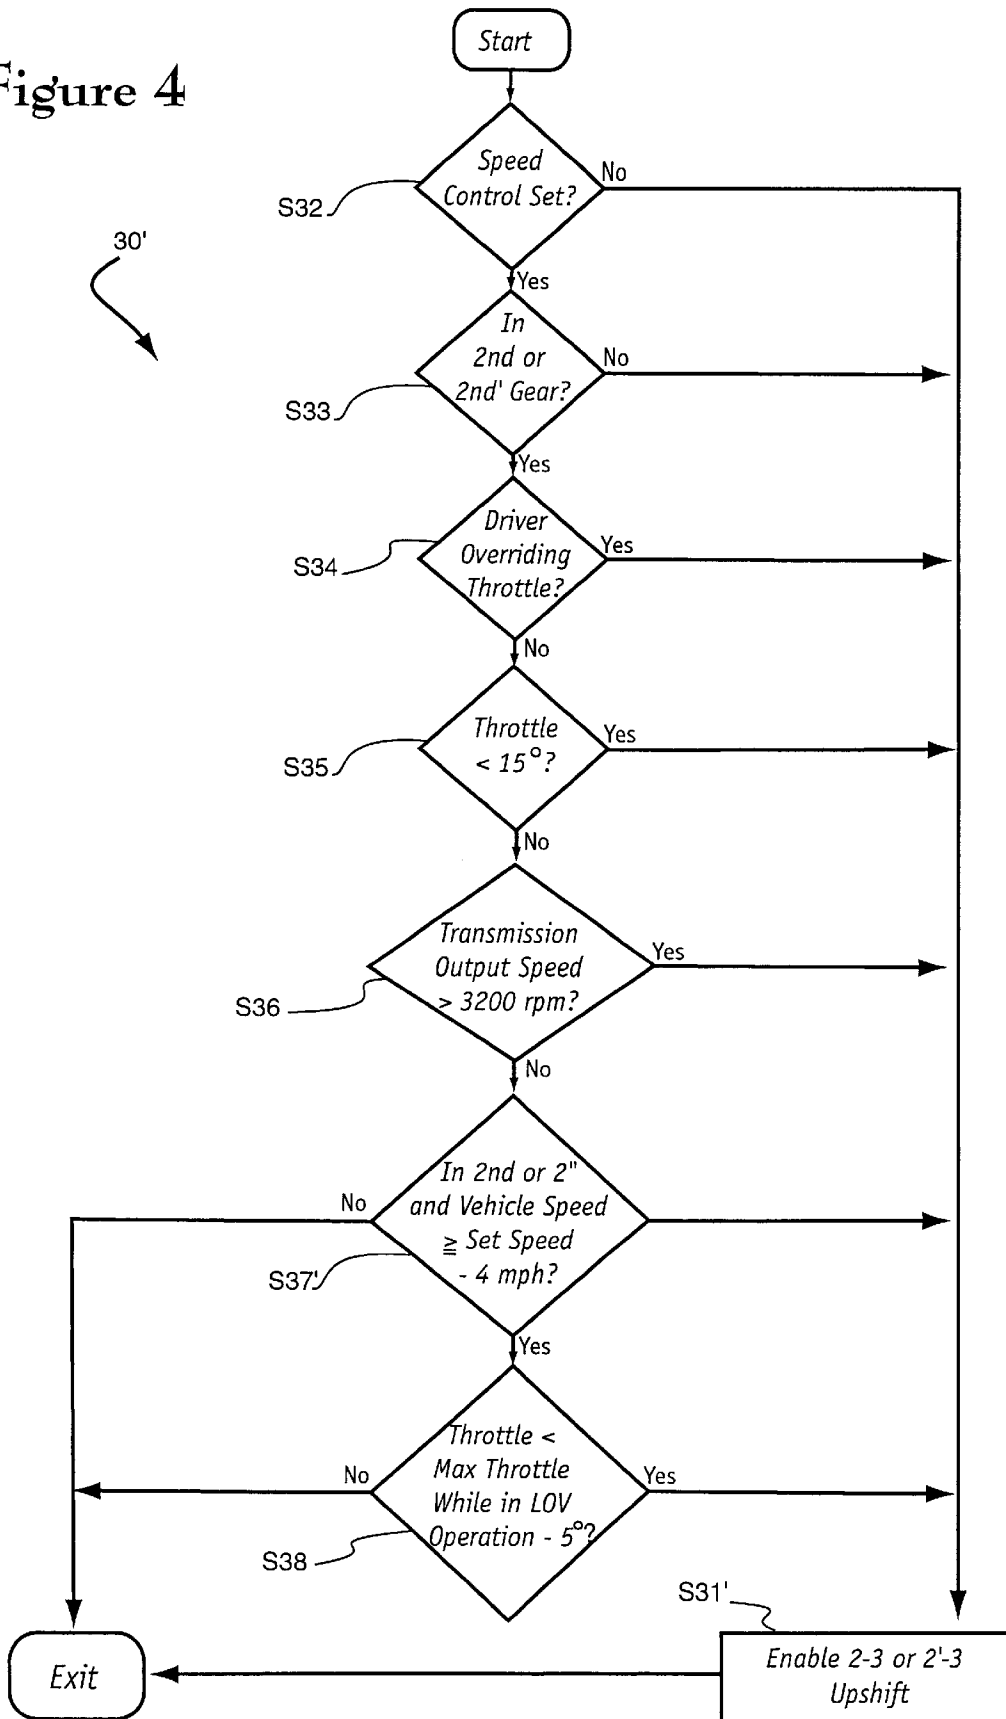 Start
Figure 4
Speed
Control Set?
No
S32
30'
Yes
In
2nd or
2nd' Gear?
No
S33
Yes
Driver
Overriding
Throttle?
Yes
S34
No
Throttle
< 15°?
Yes
S35
No
Transmission
Output Speed
> 3200 rpm?
Yes
S36
No
In 2nd or 2"
and Vehicle Speed
≧ Set Speed
- 4 mph?
No
S37'
Yes
Throttle <
Max Throttle
While in LOV
Operation - 5°?
No
Yes
S38
S31'
Enable 2-3 or 2'-3
Upshift
Exit